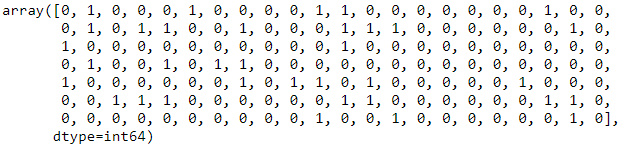 array([0, 1, 0, 0, 0, 1, 0, 0, 0, 0, 1, 1, 0, 0, 0, 0, 0, 0, 0, 1, 0, 0,
0, 1, 0, 1, 1, 0, 0, 1, 0, 0, 0, 1, 1, 1, 0, 0, 0, 0, 0, 0, 1, 0,
1, 0, 0, 0, 0, 0, 0, 0, 0, 0, 0, 1, 0, 0, 0, 0, 0, 0, 0, 0, 0, 0,
0, 1, 0, 0, 1, 0, 1, 1, 0, 0, 0, 0, 0, 0, 0, 0, 0, 0, 0, 0, 0, 0,
1, 0, 0, 0, 0, 0, 0, 1, 0, 1, 1, 0, 1, 0, 0, 0, 0, 0, 1, 0, 0, 0,
0, 0, 1, 1, 1, 0, 0, 0, 0, 0, 0, 1, 1, 0, 0, 0, 0, 0, 0, 1, 1, 0,
0, 0, 0, 0, 0, 0, 0, 0, 0, 0, 1, 0, 0, 1, 0, 0, 0, 0, 0, 0, 1, 0],
dtype=int64)